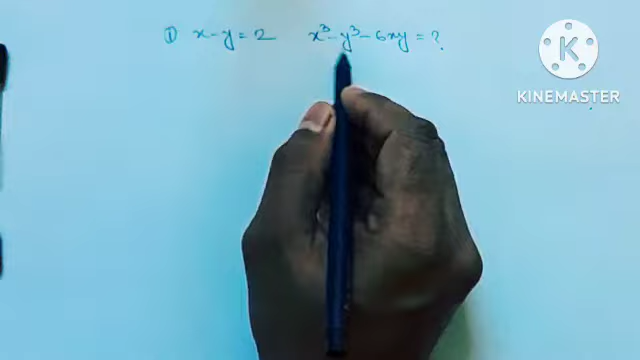 ① x - y = 2 x³ - y³ - 6xy = ?
KINEMASTER